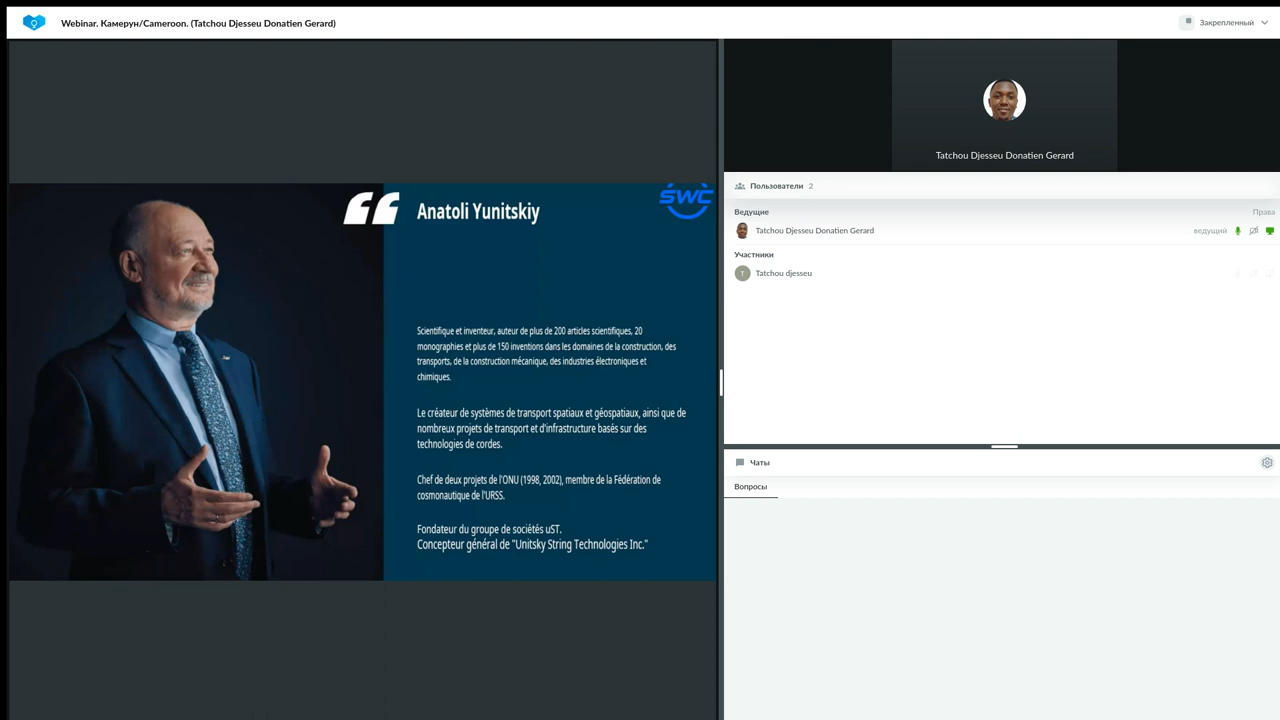 Webinar. Камерун/Cameroon. (Tatchou Djesseu Donatien Gerard)
Закрепленный
Anatoli Yunitskiy
SWC
Scientifique et inventeur, auteur de plus de 200 articles scientifiques, 20
monographies et plus de 150 inventions dans les domaines de la construction, des
transports, de la construction mécanique, des industries électroniques et
chimiques.
Le créateur de systèmes de transport spatiaux et géospatiaux, ainsi que de
nombreux projets de transport et d'infrastructure basés sur des
technologies de cordes.
Chef de deux projets de l'ONU (1998, 2002), membre de la Fédération de
cosmonautique de l'URSS.
Fondateur du groupe de sociétés uST.
Concepteur général de "Unitsky String Technologies Inc."
Tatchou Djesseu Donatien Gerard
Пользователи 2
Ведущие Права
Tatchou Djesseu Donatien Gerard ведущий
Участники
T Tatchou djesseu
Чаты
Вопросы